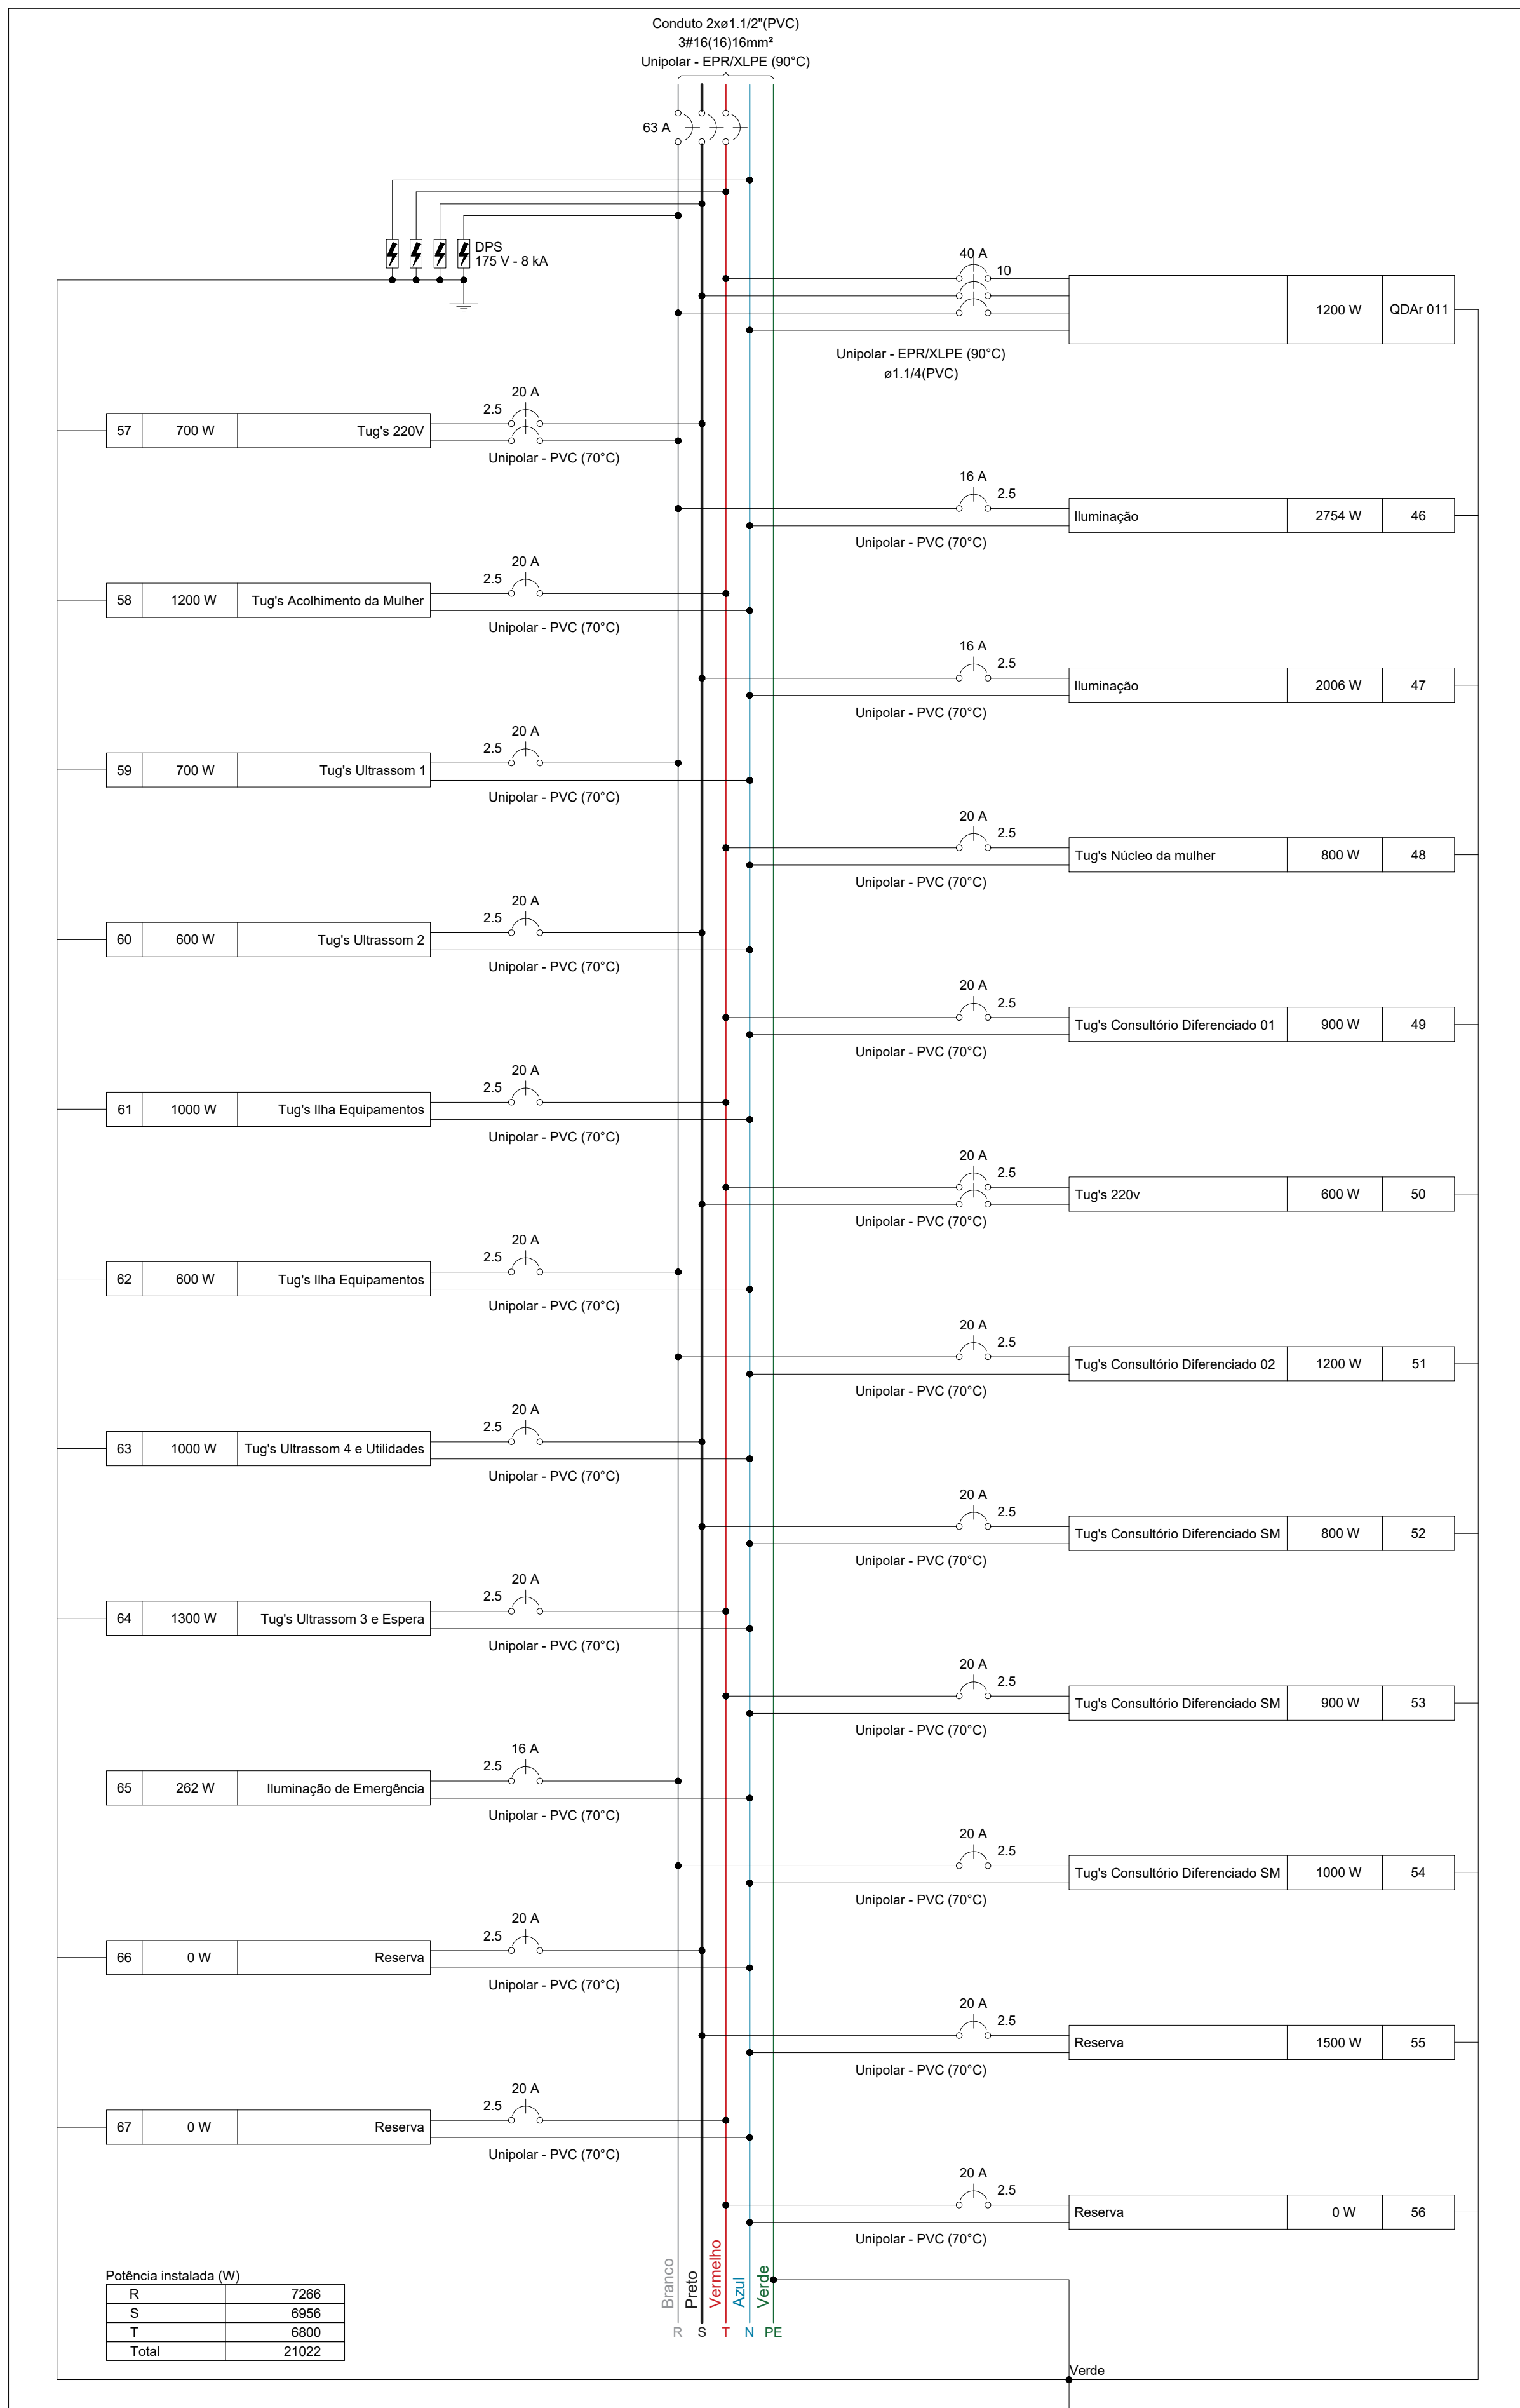 Conduto 2xø1.1/2"(PVC)
3#16(16)16mm²
Unipolar - EPR/XLPE (90°C)
63 A
DPS
175 V - 8 kA
40 A
10
1200 W
QDAr 011
Unipolar - EPR/XLPE (90°C)
ø1.1/4(PVC)
20 A
2.5
57
700 W
Tug's 220V
Unipolar - PVC (70°C)
16 A
2.5
Iluminação
2754 W
46
Unipolar - PVC (70°C)
20 A
2.5
58
1200 W
Tug's Acolhimento da Mulher
Unipolar - PVC (70°C)
16 A
2.5
Iluminação
2006 W
47
Unipolar - PVC (70°C)
20 A
2.5
59
700 W
Tug's Ultrassom 1
Unipolar - PVC (70°C)
20 A
2.5
Tug's Núcleo da mulher
800 W
48
Unipolar - PVC (70°C)
20 A
2.5
60
600 W
Tug's Ultrassom 2
Unipolar - PVC (70°C)
20 A
2.5
Tug's Consultório Diferenciado 01
900 W
49
Unipolar - PVC (70°C)
20 A
2.5
61
1000 W
Tug's Ilha Equipamentos
Unipolar - PVC (70°C)
20 A
2.5
Tug's 220v
600 W
50
Unipolar - PVC (70°C)
20 A
2.5
62
600 W
Tug's Ilha Equipamentos
Unipolar - PVC (70°C)
20 A
2.5
Tug's Consultório Diferenciado 02
1200 W
51
Unipolar - PVC (70°C)
20 A
2.5
63
1000 W
Tug's Ultrassom 4 e Utilidades
Unipolar - PVC (70°C)
20 A
2.5
Tug's Consultório Diferenciado SM
800 W
52
Unipolar - PVC (70°C)
20 A
2.5
64
1300 W
Tug's Ultrassom 3 e Espera
Unipolar - PVC (70°C)
20 A
2.5
Tug's Consultório Diferenciado SM
900 W
53
Unipolar - PVC (70°C)
16 A
2.5
65
262 W
Iluminação de Emergência
Unipolar - PVC (70°C)
20 A
2.5
Tug's Consultório Diferenciado SM
1000 W
54
Unipolar - PVC (70°C)
20 A
2.5
66
0 W
Reserva
Unipolar - PVC (70°C)
20 A
2.5
Reserva
1500 W
55
Unipolar - PVC (70°C)
20 A
2.5
67
0 W
Reserva
Unipolar - PVC (70°C)
20 A
2.5
Reserva
0 W
56
Unipolar - PVC (70°C)
Branco
Preto
Vermelho
Azul
Verde
R S T N PE
Potência instalada (W)
R 7266
S 6956
T 6800
Total 21022
Verde